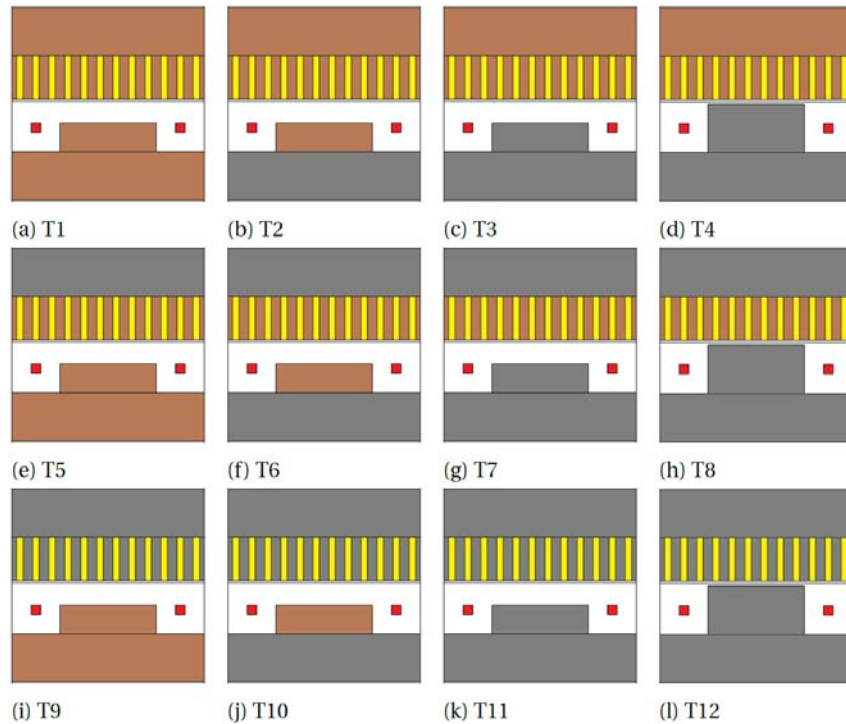 (a) T1
(b) T2
(c) T3
(d) T4
(e) T5
(f) T6
(g) T7
(h) T8
(i) T9
(j) T10
(k) T11
(l) T12